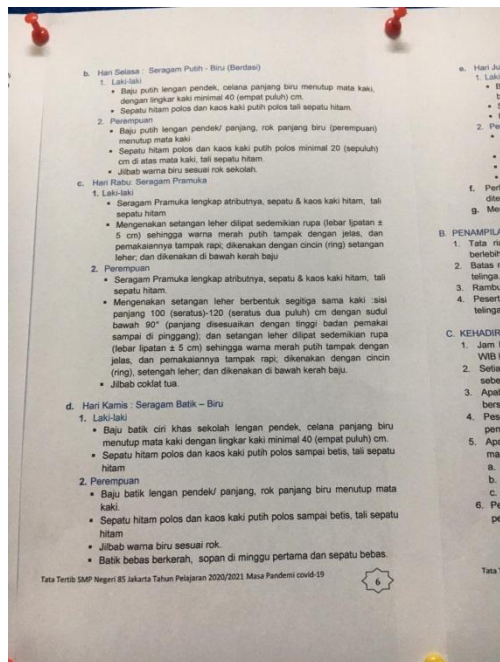 b. Hari Selasa : Seragam Putih - Biru (Berdasi)
1. Laki-laki
• Baju putih lengan pendek, celana panjang biru menutup mata kaki,
dengan lingkar kaki minimal 40 (empat puluh) cm.
• Sepatu hitam polos dan kaos kaki putih polos tali sepatu hitam.
2. Perempuan
• Baju putih lengan pendek/ panjang, rok panjang biru (perempuan)
menutup mata kaki
• Sepatu hitam polos dan kaos kaki putih polos minimal 20 (sepuluh)
cm di atas mata kaki, tali sepatu hitam.
• Jilbab warna biru sesuai rok sekolah.
c. Hari Rabu: Seragam Pramuka
1. Laki-laki
• Seragam Pramuka lengkap atributnya, sepatu & kaos kaki hitam, tali
sepatu hitam
• Mengenakan setangan leher dilipat sedemikian rupa (lebar lipatan ±
5 cm) sehingga warna merah putih tampak dengan jelas, dan
pemakaiannya tampak rapi; dikenakan dengan cincin (ring) setangan
leher; dan dikenakan di bawah kerah baju
2. Perempuan
• Seragam Pramuka lengkap atributnya, sepatu & kaos kaki hitam, tali
sepatu hitam.
• Mengenakan setangan leher berbentuk segitiga sama kaki :sisi
panjang 100 (seratus)-120 (seratus dua puluh) cm dengan sudul
bawah 90° (panjang disesuaikan dengan tinggi badan pemakai
sampai di pinggang); dan setangan leher dilipat sedemikian rupa
(lebar lipatan ± 5 cm) sehingga warna merah putih tampak dengan
jelas, dan pemakaiannya tampak rapi; dikenakan dengan cincin
(ring), setengah leher; dan dikenakan di bawah kerah baju.
• Jilbab coklat tua.
d. Hari Kamis : Seragam Batik – Biru
1. Laki-laki
• Baju batik ciri khas sekolah lengan pendek, celana panjang biru
menutup mata kaki dengan lingkar kaki minimal 40 (empat puluh) cm.
• Sepatu hitam polos dan kaos kaki putih polos sampai betis, tali sepatu
hitam
2. Perempuan
• Baju batik lengan pendek/ panjang, rok panjang biru menutup mata
kaki.
• Sepatu hitam polos dan kaos kaki putih polos sampai betis, tali sepatu
hitam
• Jilbab warna biru sesuai rok.
• Batik bebas berkerah, sopan di minggu pertama dan sepatu bebas.
Tata Tertib SMP Negeri 85 Jakarta Tahun Pelajaran 2020/2021 Masa Pandemi covid-19
6
e. Hari Ju
1. Laki
2. Pe
f. Per
dite
g. Me
B. PENAMPILA
1. Tata ri
berlebih
2. Batas r
telinga.
3. Rambu
4. Pesert
telinga
C. KEHADIR
1. Jam
WIB
2. Setia
sebe
3. Apal
bers
4. Pes
pen
5. Apa
ma
a.
b.
c.
6. Pe
pe
Tata